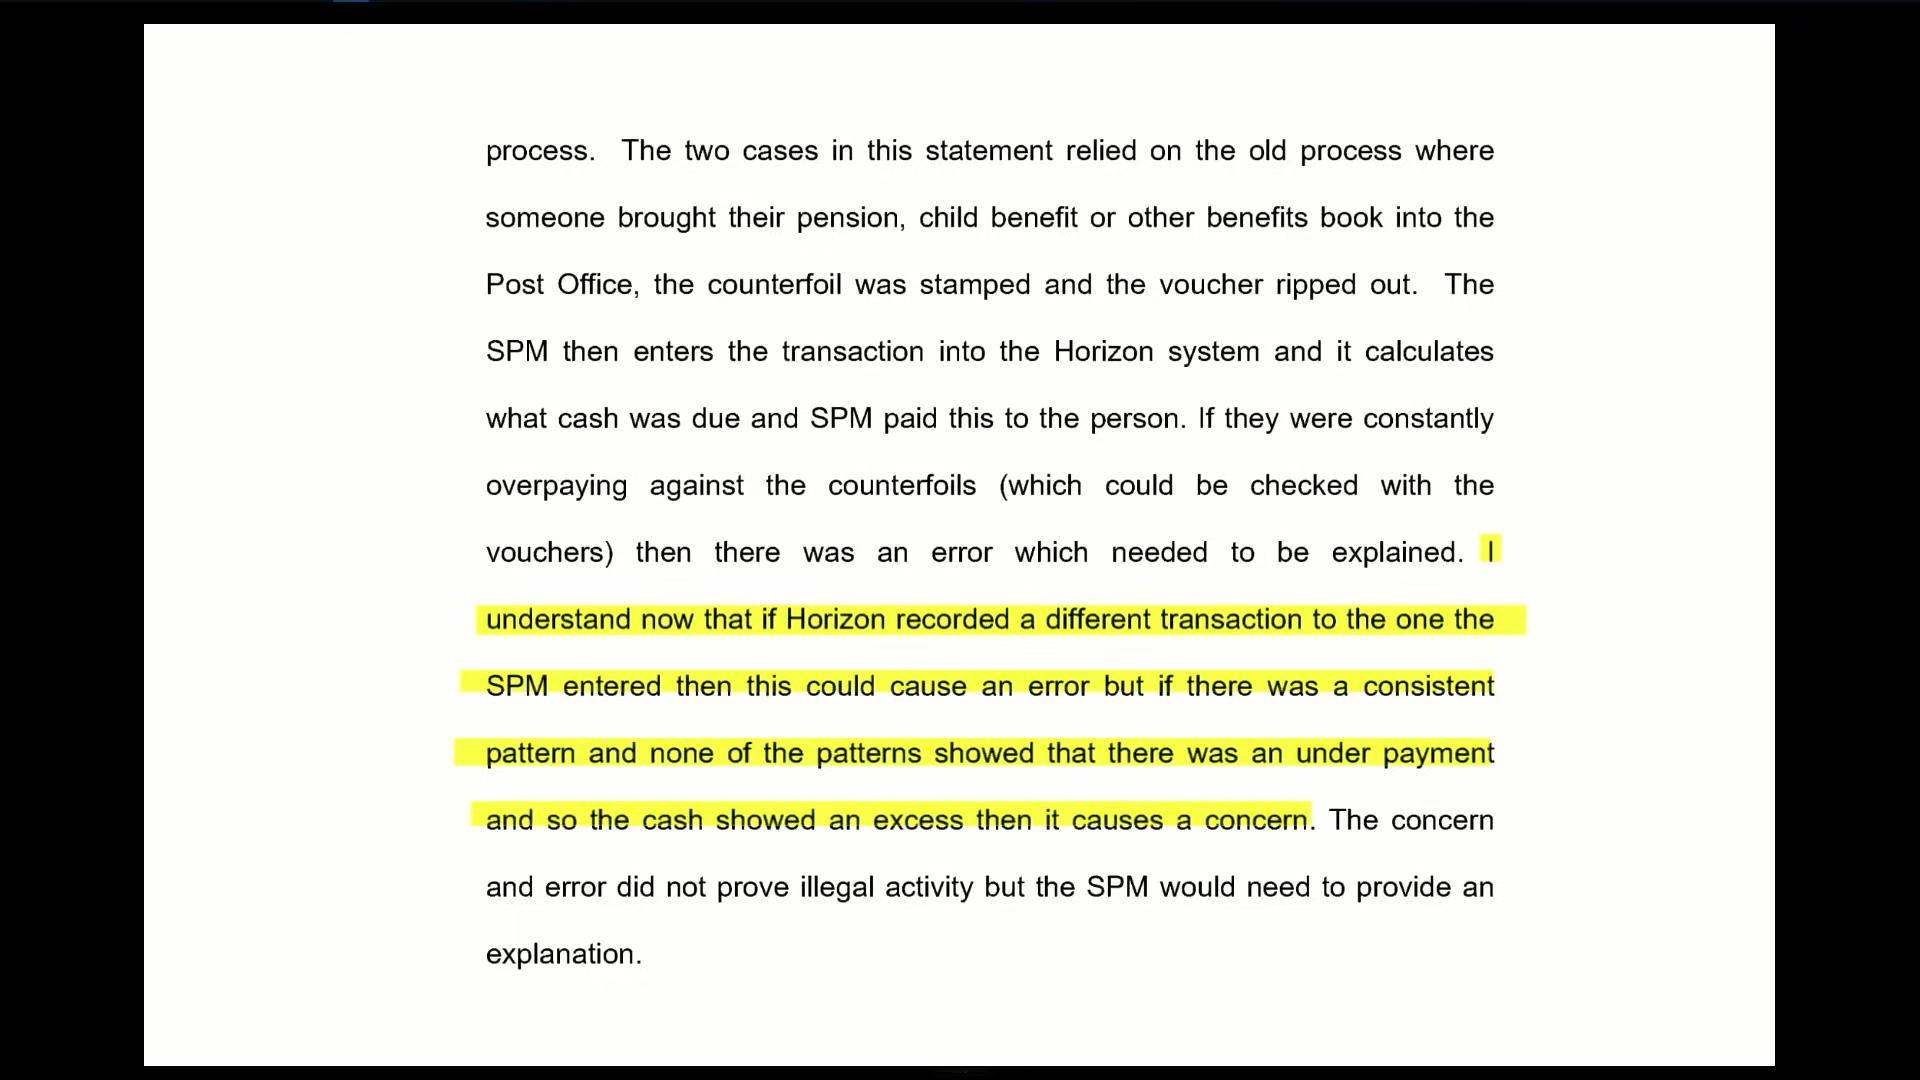 process. The two cases in this statement relied on the old process where
someone brought their pension, child benefit or other benefits book into the
Post Office, the counterfoil was stamped and the voucher ripped out. The
SPM then enters the transaction into the Horizon system and it calculates
what cash was due and SPM paid this to the person. If they were constantly
overpaying against the counterfoils (which could be checked with the
vouchers) then there was an error which needed to be explained. I
understand now that if Horizon recorded a different transaction to the one the
SPM entered then this could cause an error but if there was a consistent
pattern and none of the patterns showed that there was an under payment
and so the cash showed an excess then it causes a concern. The concern
and error did not prove illegal activity but the SPM would need to provide an
explanation.